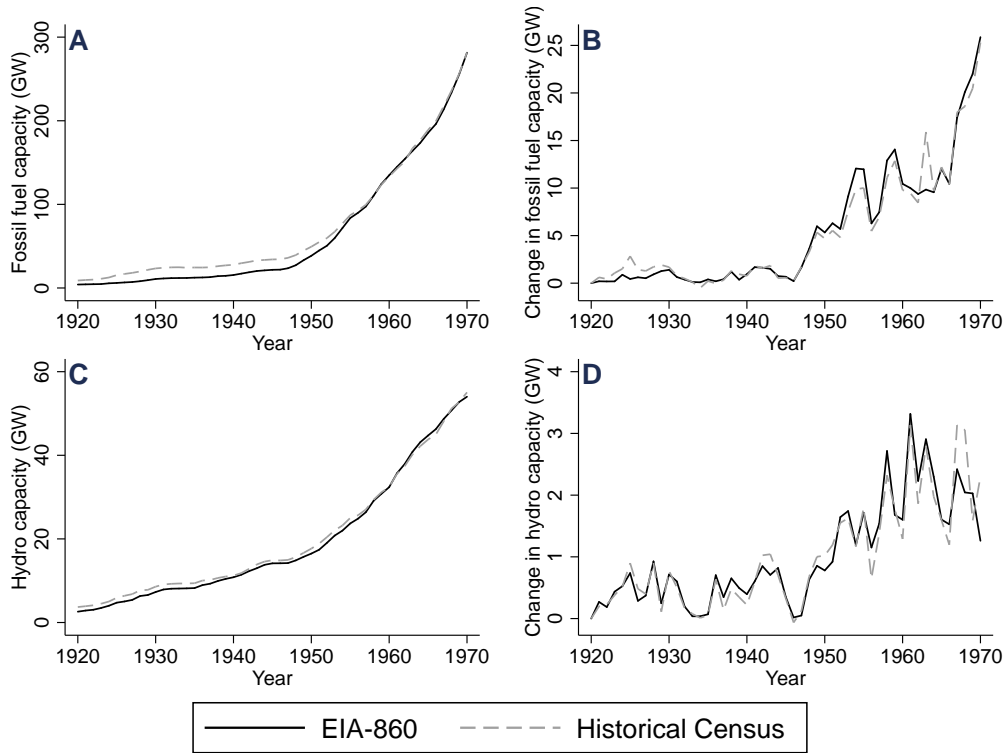 A
Fossil fuel capacity (GW)
300
200
100
0
1920 1930 1940 1950 1960 1970
Year
B
Change in fossil fuel capacity (GW)
25
20
15
10
5
0
1920 1930 1940 1950 1960 1970
Year
C
Hydro capacity (GW)
60
40
20
0
1920 1930 1940 1950 1960 1970
Year
D
Change in hydro capacity (GW)
4
3
2
1
0
1920 1930 1940 1950 1960 1970
Year
EIA-860 Historical Census